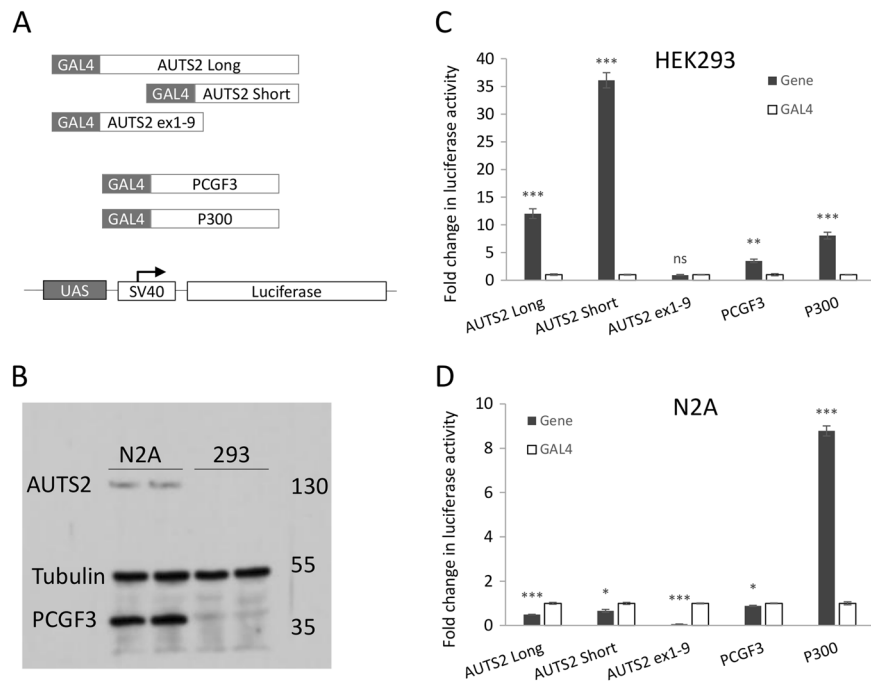 A
GAL4 AUTS2 Long
GAL4 AUTS2 Short
GAL4 AUTS2 ex1-9
GAL4 PCGF3
GAL4 P300
UAS SV40 Luciferase
B
N2A 293
AUTS2 130
Tubulin 55
PCGF3 35
C
HEK293
Fold change in luciferase activity
40
35
30
25
20
15
10
5
0
Gene
GAL4
***
***
ns
**
***
AUTS2 Long
AUTS2 Short
AUTS2 ex1-9
PCGF3
P300
D
N2A
Fold change in luciferase activity
10
8
6
4
2
0
Gene
GAL4
***
*
***
*
***
AUTS2 Long
AUTS2 Short
AUTS2 ex1-9
PCGF3
P300